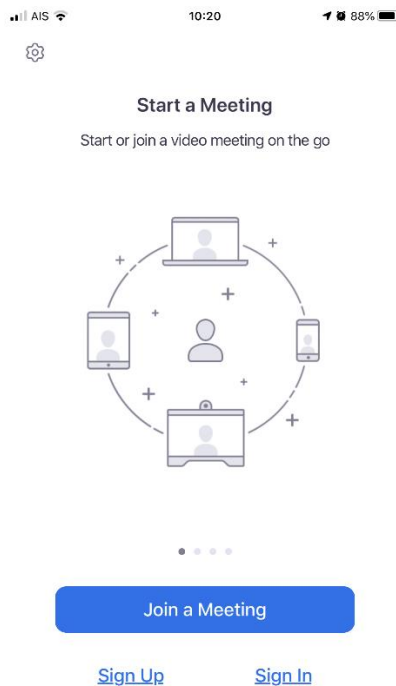 AIS 10:20 88%
Start a Meeting
Start or join a video meeting on the go
Join a Meeting
Sign Up Sign In